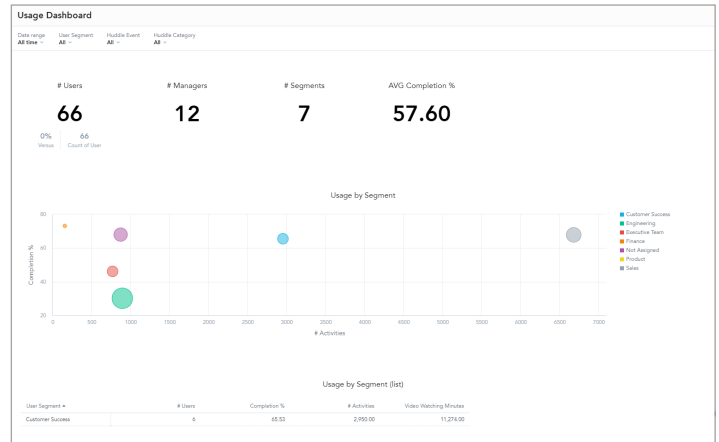 Usage Dashboard
Date range User Segment Huddle Event Huddle Category
All time All All All
# Users # Managers # Segments AVG Completion %
66 12 7 57.60
0% 66
Versus Count of User
Usage by Segment
80
60
40
20
Completion %
0 500 1000 1500 2000 2500 3000 3500 4000 4500 5000 5500 6000 6500 7000
# Activities
Customer Success
Engineering
Executive Team
Finance
Not Assigned
Product
Sales
Usage by Segment (list)
User Segment # Users Completion % # Activities Video Watching Minutes
Customer Success 6 65.53 2,950.00 11,274.00